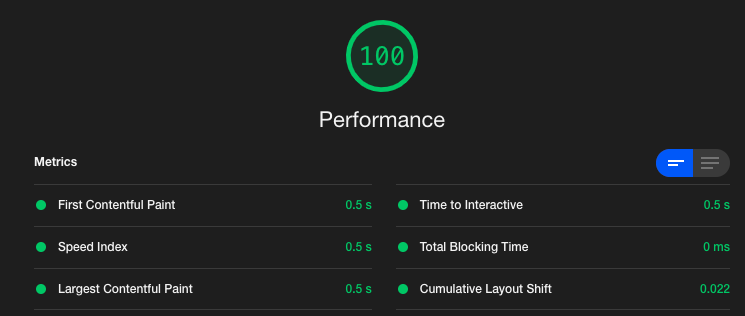 100
Performance
Metrics
First Contentful Paint 0.5 s
Time to Interactive 0.5 s
Speed Index 0.5 s
Total Blocking Time 0 ms
Largest Contentful Paint 0.5 s
Cumulative Layout Shift 0.022